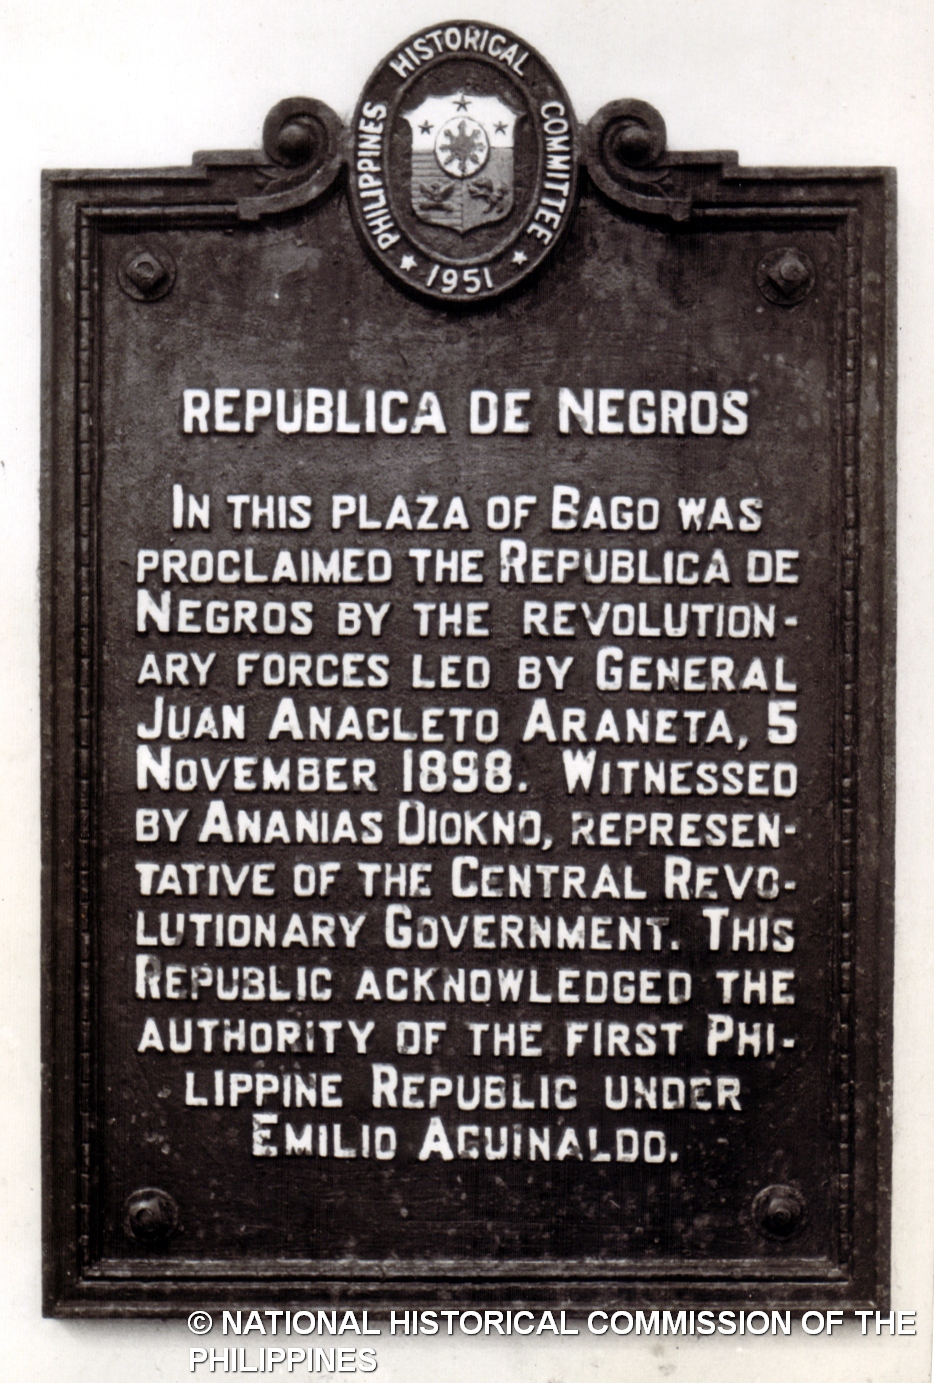 PHILIPPINES HISTORICAL COMMITTEE
★ 1951 ★
REPUBLICA DE NEGROS
IN THIS PLAZA OF BAGO WAS
PROCLAIMED THE REPUBLICA DE
NEGROS BY THE REVOLUTION-
ARY FORCES LED BY GENERAL
JUAN ANACLETO ARANETA, 5
NOVEMBER 1898. WITNESSED
BY ANANIAS DIOKNO, REPRESEN-
TATIVE OF THE CENTRAL REVO-
LUTIONARY GOVERNMENT. THIS
REPUBLIC ACKNOWLEDGED THE
AUTHORITY OF THE FIRST PHI-
LIPPINE REPUBLIC UNDER
EMILIO AGUINALDO.
© NATIONAL HISTORICAL COMMISSION OF THE
PHILIPPINES